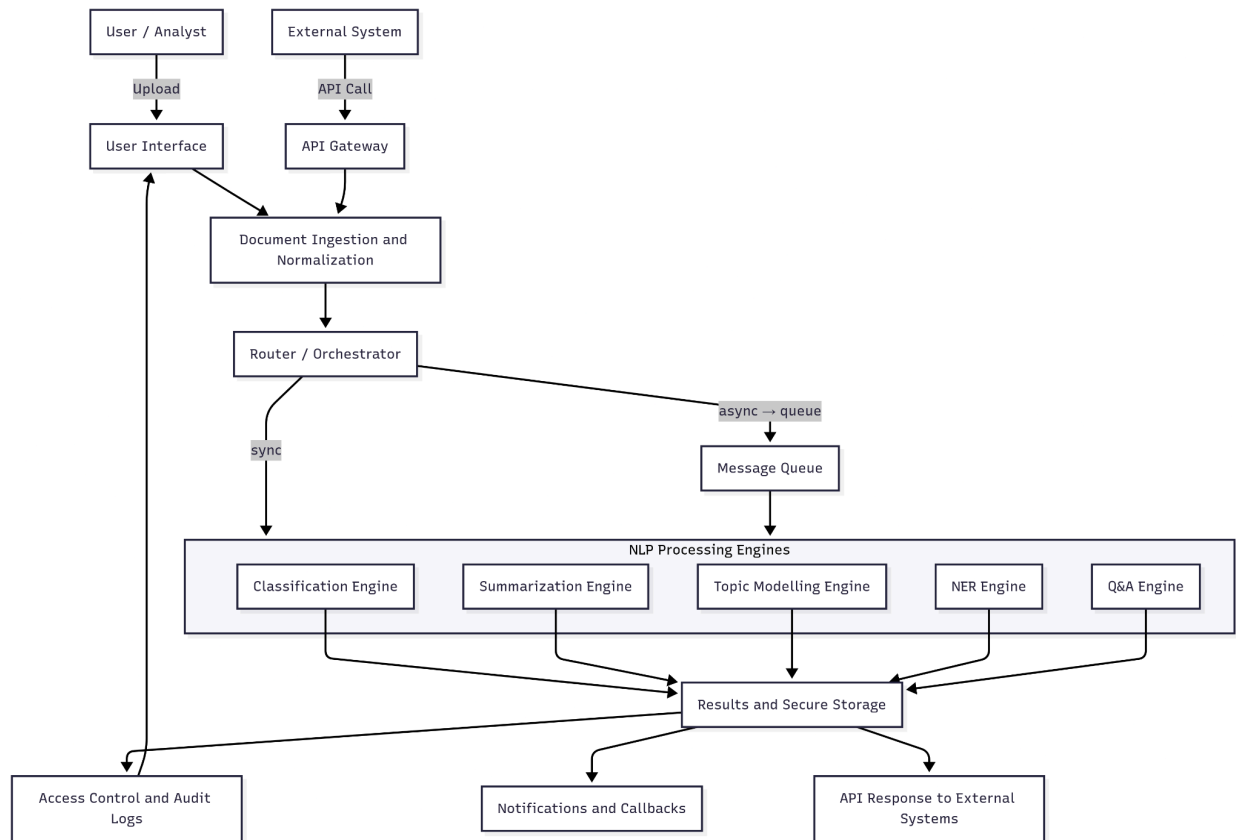 User / Analyst
External System
Upload
API Call
User Interface
API Gateway
Document Ingestion and
Normalization
Router / Orchestrator
async → queue
sync
Message Queue
NLP Processing Engines
Classification Engine
Summarization Engine
Topic Modelling Engine
NER Engine
Q&A Engine
Results and Secure Storage
Access Control and Audit
Logs
Notifications and Callbacks
API Response to External
Systems